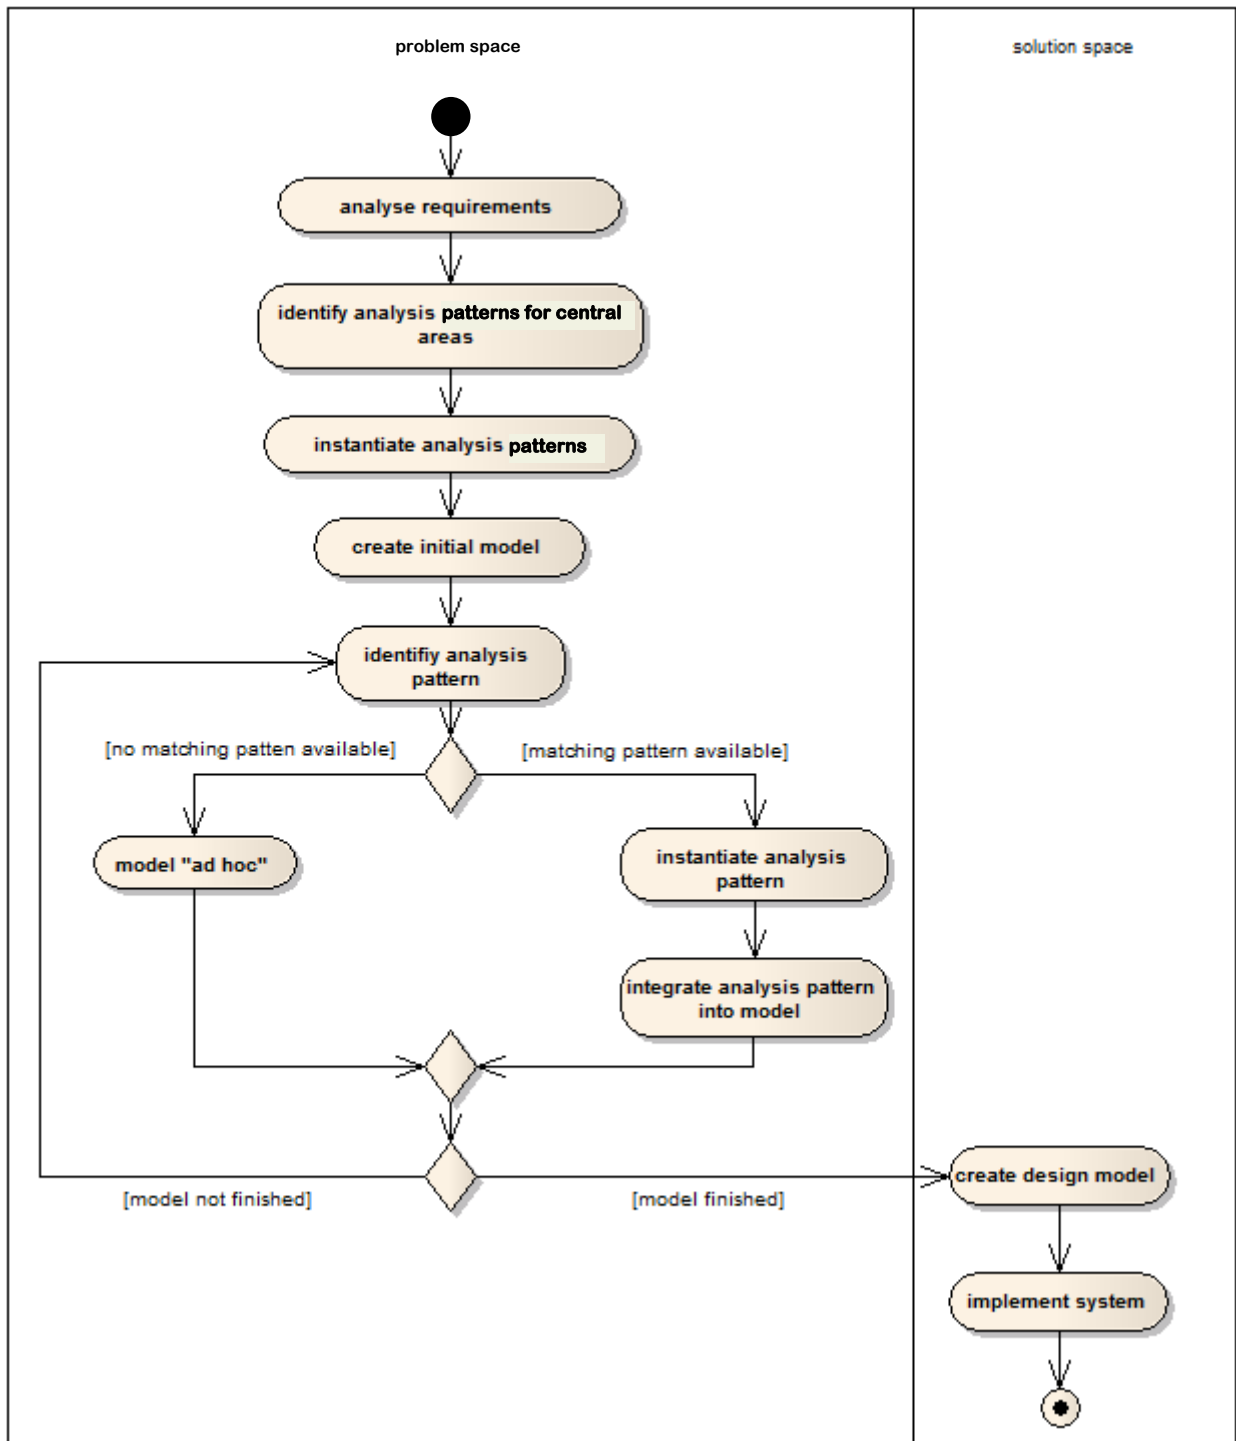 problem space
solution space
analyse requirements
identify analysis patterns for central
areas
instantiate analysis patterns
create initial model
identifiy analysis
pattern
[no matching patten available]
[matching pattern available]
model "ad hoc"
instantiate analysis
pattern
integrate analysis pattern
into model
create design model
[model not finished]
[model finished]
implement system